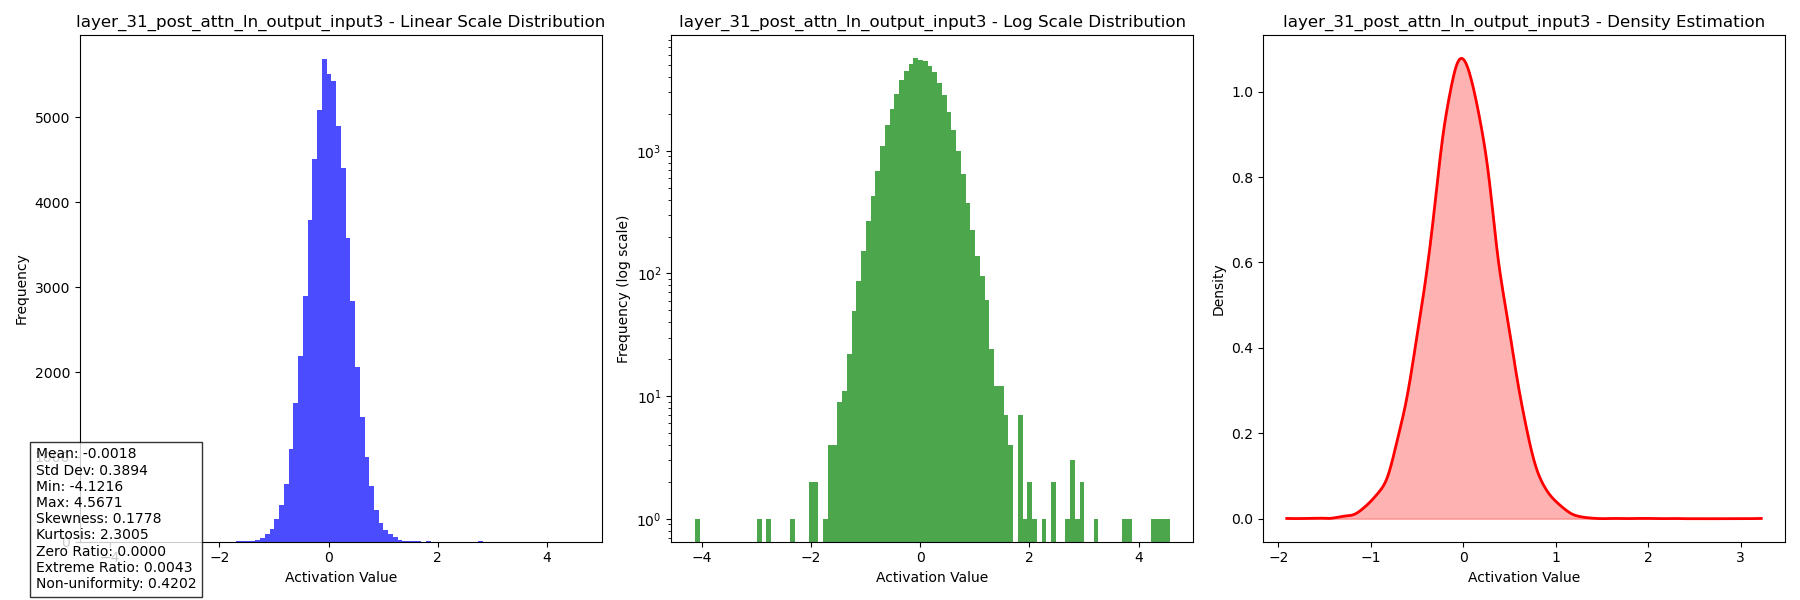 layer_31_post_attn_ln_output_input3 - Linear Scale Distribution
5000
4000
3000
2000
Frequency
−2
0
2
4
Activation Value
Mean: -0.0018
Std Dev: 0.3894
Min: -4.1216
Max: 4.5671
Skewness: 0.1778
Kurtosis: 2.3005
Zero Ratio: 0.0000
Extreme Ratio: 0.0043
Non-uniformity: 0.4202
layer_31_post_attn_ln_output_input3 - Log Scale Distribution
10³
10²
10¹
10⁰
Frequency (log scale)
−4
−2
0
2
4
Activation Value
layer_31_post_attn_ln_output_input3 - Density Estimation
1.0
0.8
0.6
0.4
0.2
0.0
Density
−2
−1
0
1
2
3
Activation Value